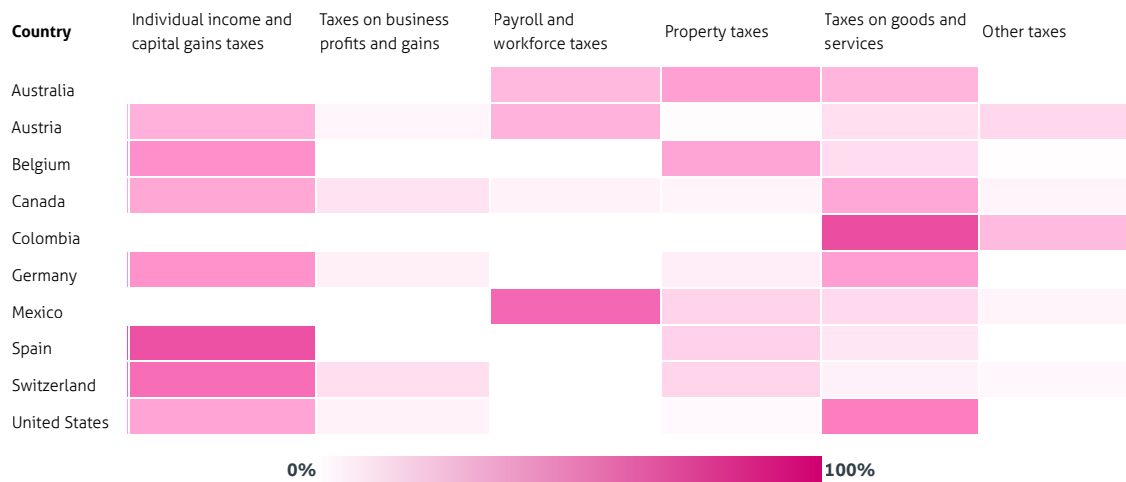 Country
Individual income and
capital gains taxes
Taxes on business
profits and gains
Payroll and
workforce taxes
Property taxes
Taxes on goods and
services
Other taxes
Australia
Austria
Belgium
Canada
Colombia
Germany
Mexico
Spain
Switzerland
United States
0%
100%